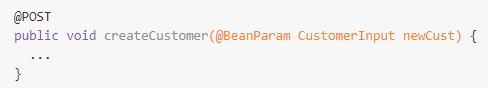 @POST
public void createCustomer(@BeanParam CustomerInput newCust) {
  ...
}